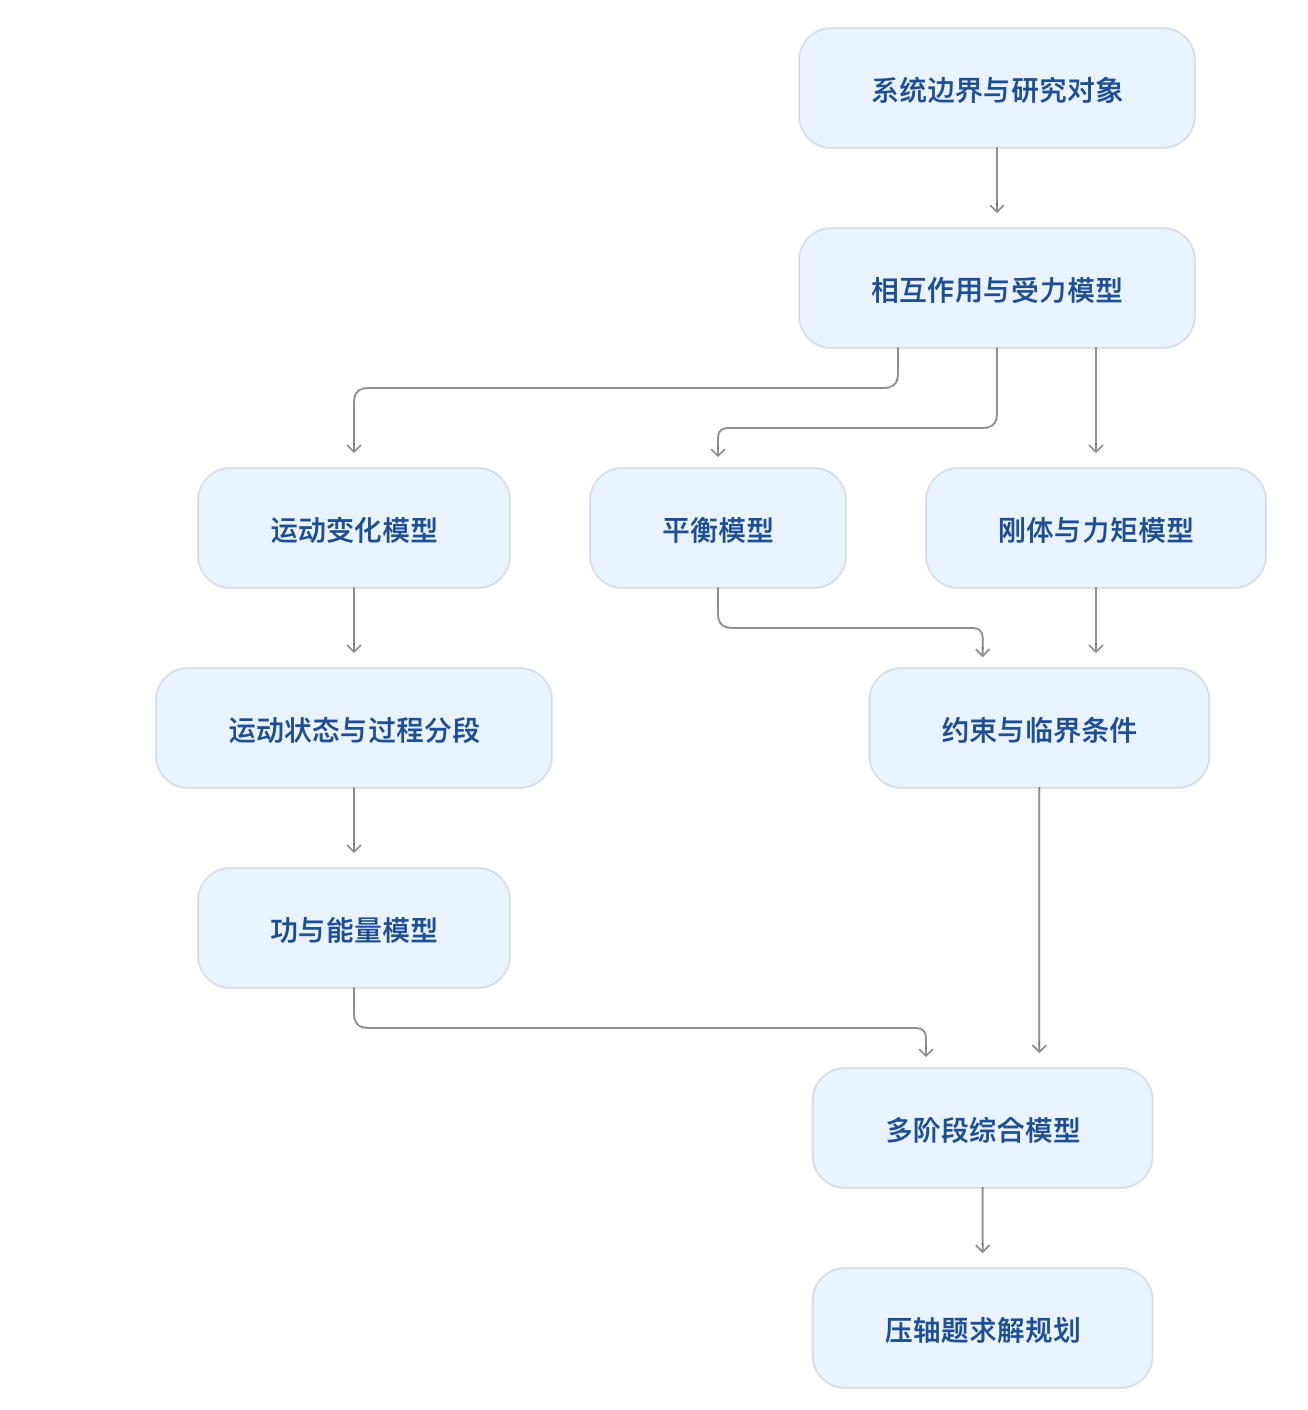 系统边界与研究对象
相互作用与受力模型
运动变化模型
平衡模型
刚体与力矩模型
运动状态与过程分段
约束与临界条件
功与能量模型
多阶段综合模型
压轴题求解规划